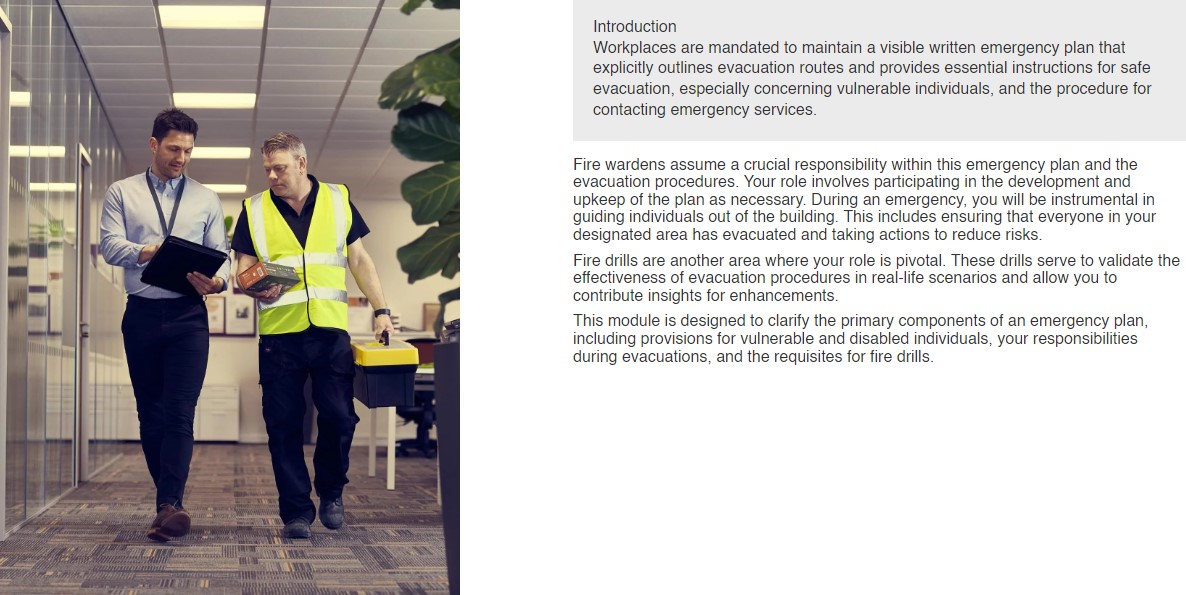 Introduction
Workplaces are mandated to maintain a visible written emergency plan that
explicitly outlines evacuation routes and provides essential instructions for safe
evacuation, especially concerning vulnerable individuals, and the procedure for
contacting emergency services.
Fire wardens assume a crucial responsibility within this emergency plan and the
evacuation procedures. Your role involves participating in the development and
upkeep of the plan as necessary. During an emergency, you will be instrumental in
guiding individuals out of the building. This includes ensuring that everyone in your
designated area has evacuated and taking actions to reduce risks.
Fire drills are another area where your role is pivotal. These drills serve to validate the
effectiveness of evacuation procedures in real-life scenarios and allow you to
contribute insights for enhancements.
This module is designed to clarify the primary components of an emergency plan,
including provisions for vulnerable and disabled individuals, your responsibilities
during evacuations, and the requisites for fire drills.